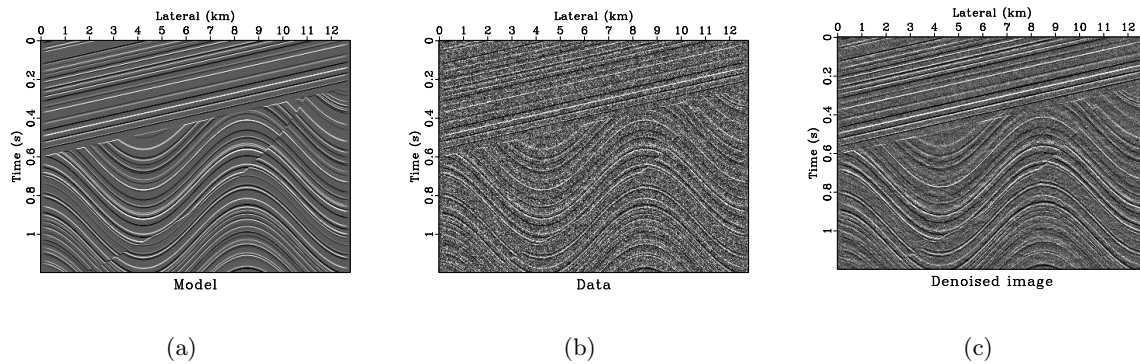 Lateral (km)
0 1 2 3 4 5 6 7 8 9 10 11 12
Time (s)
0 0.2 0.4 0.6 0.8 1
Model
(a)
Lateral (km)
0 1 2 3 4 5 6 7 8 9 10 11 12
Time (s)
0 0.2 0.4 0.6 0.8 1
Data
(b)
Lateral (km)
0 1 2 3 4 5 6 7 8 9 10 11 12
Time (s)
0 0.2 0.4 0.6 0.8 1
Denoised image
(c)